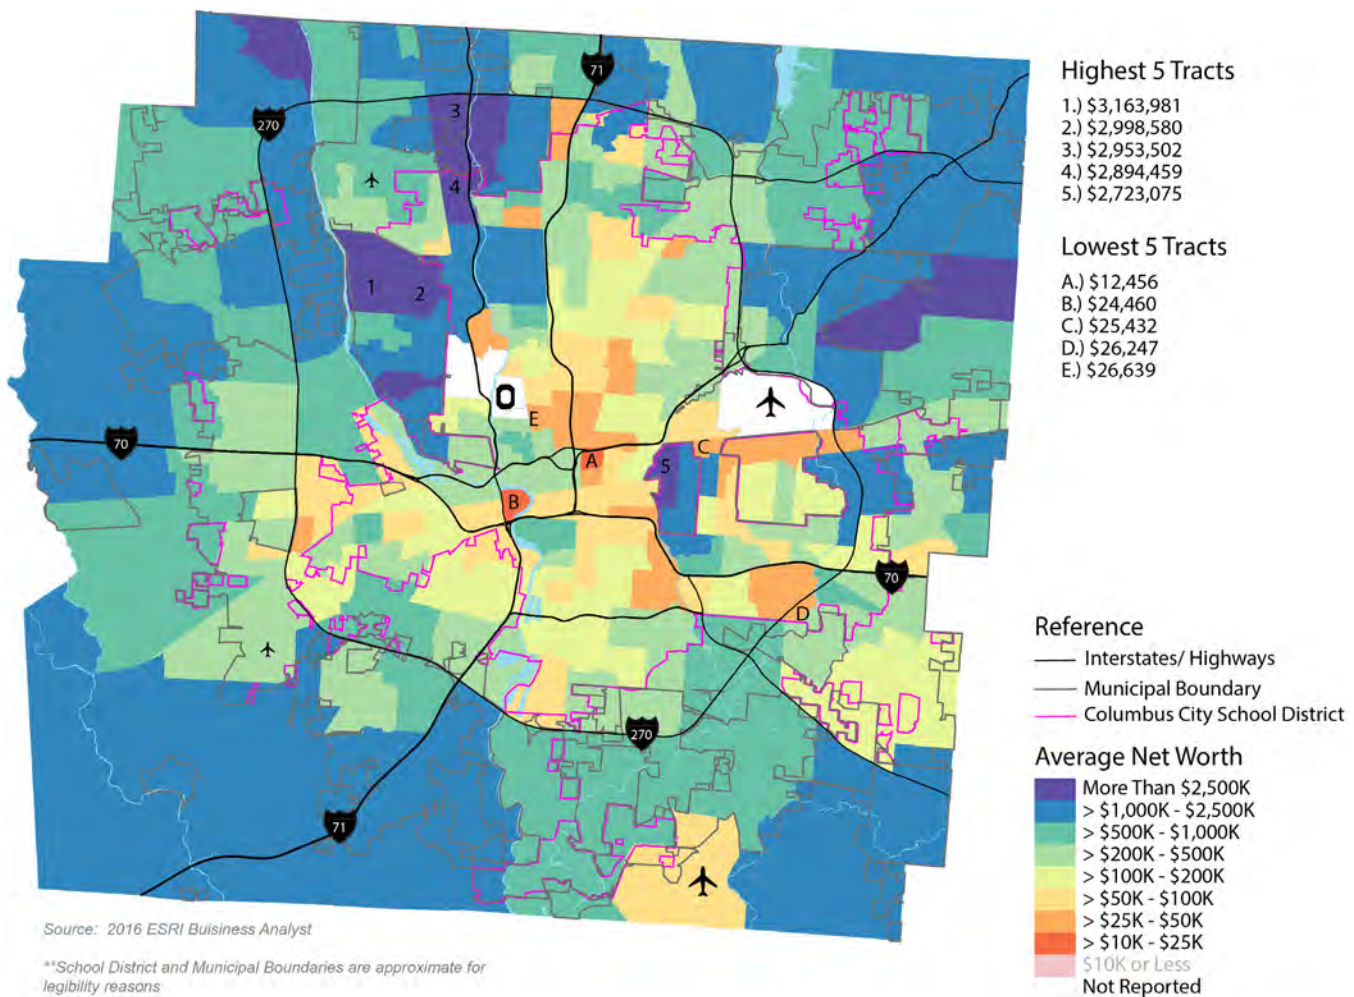 71
Highest 5 Tracts
1.) $3,163,981
2.) $2,998,580
3.) $2,953,502
4.) $2,894,459
5.) $2,723,075
Lowest 5 Tracts
A.) $12,456
B.) $24,460
C.) $25,432
D.) $26,247
E.) $26,639
270
3
4
1
2
E
70
A
C
5
B
70
D
270
71
Reference
Interstates/ Highways
Municipal Boundary
Columbus City School District
Average Net Worth
More Than $2,500K
> $1,000K - $2,500K
> $500K - $1,000K
> $200K - $500K
> $100K - $200K
> $50K - $100K
> $25K - $50K
> $10K - $25K
$10K or Less
Not Reported
Source: 2016 ESRI Buisiness Analyst
**School District and Municipal Boundaries are approximate for
legibility reasons